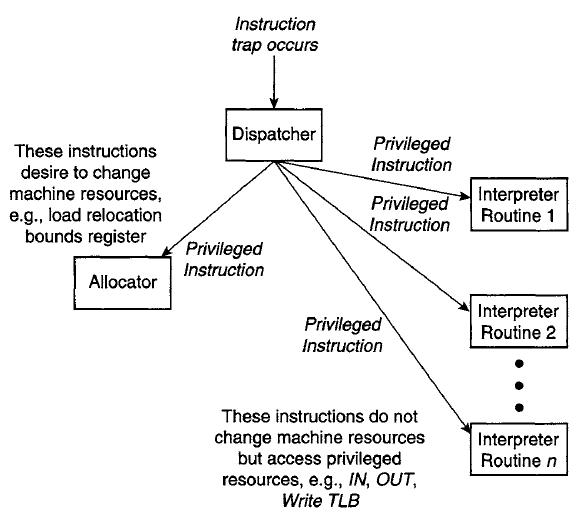 Instruction
trap occurs
Dispatcher
These instructions
desire to change
machine resources,
e.g., load relocation
bounds register
Privileged
Instruction
Allocator
Privileged
Instruction
Interpreter
Routine 1
Privileged
Instruction
Interpreter
Routine 2
Privileged
Instruction
Interpreter
Routine n
These instructions do not
change machine resources
but access privileged
resources, e.g., IN, OUT,
Write TLB